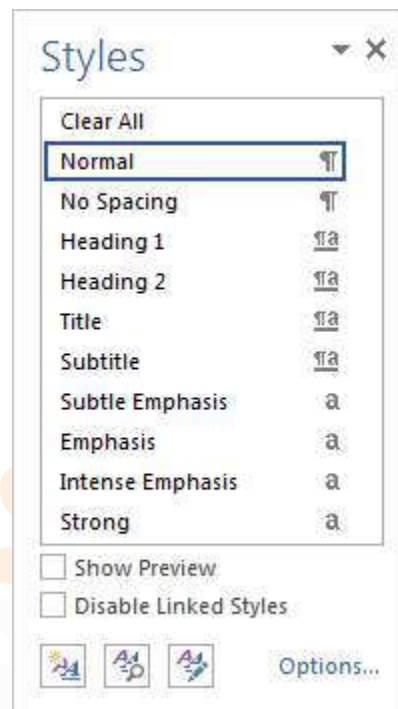 Styles
Clear All
Normal ¶
No Spacing ¶
Heading 1 ¶a
Heading 2 ¶a
Title ¶a
Subtitle ¶a
Subtle Emphasis a
Emphasis a
Intense Emphasis a
Strong a
Show Preview
Disable Linked Styles
Options...